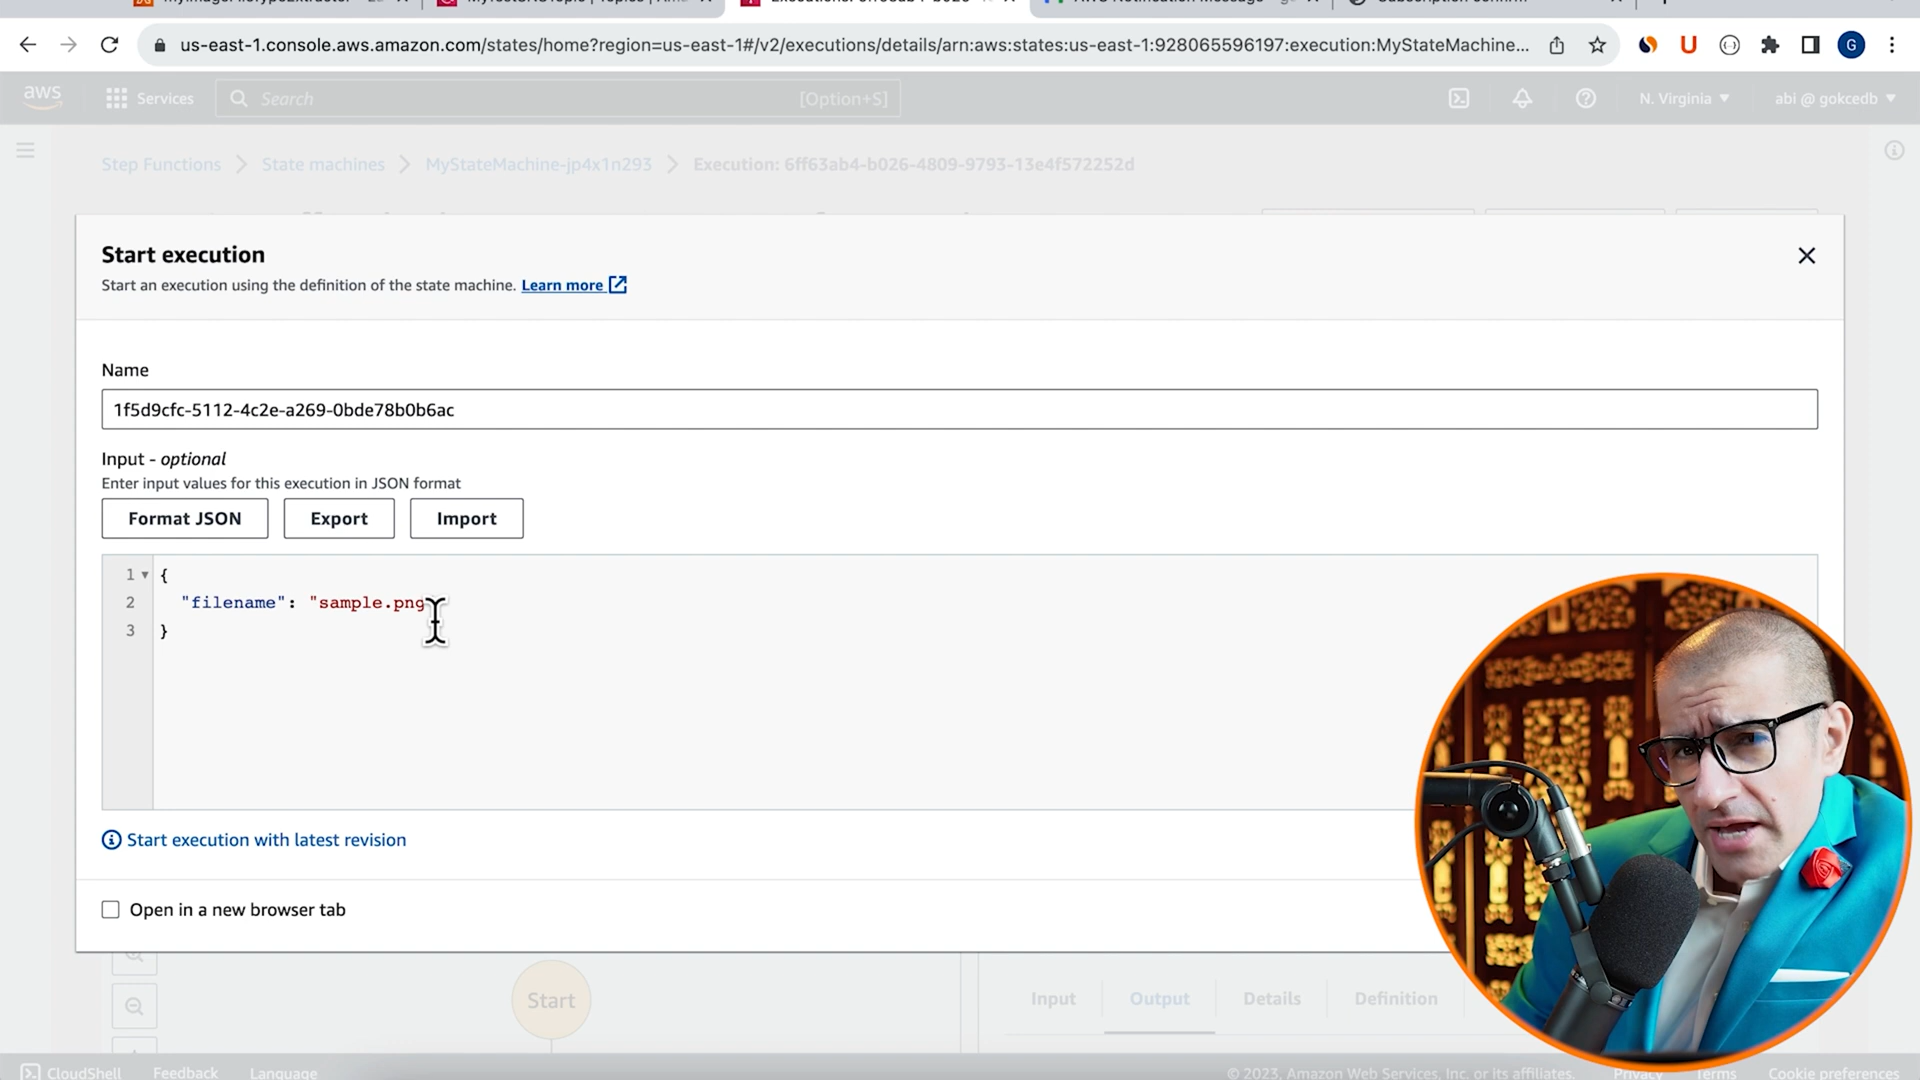 us-east-1.console.aws.amazon.com/states/home?region=us-east-1#/v2/executions/details/arn:aws:states:us-east-1:928065596197:execution:MyStateMachine...
G
aws
Services
Search
[Option+S]
N. Virginia
abi @ gokcedb
Step Functions
State machines
MyStateMachine-jp4x1n293
Execution: 6ff63ab4-b026-4809-9793-13e4f572252d
Start execution
Start an execution using the definition of the state machine. Learn more
Name
1f5d9cfc-5112-4c2e-a269-0bde78b0b6ac
Input - optional
Enter input values for this execution in JSON format
Format JSON
Export
Import
1 {
2 "filename": "sample.png
3 }
Start execution with latest revision
Open in a new browser tab
Start
Input
Output
Details
Definition
CloudShell
Feedback
Language
© 2023, Amazon Web Services, Inc. or its affiliates.
Privacy
Terms
Cookie preferences